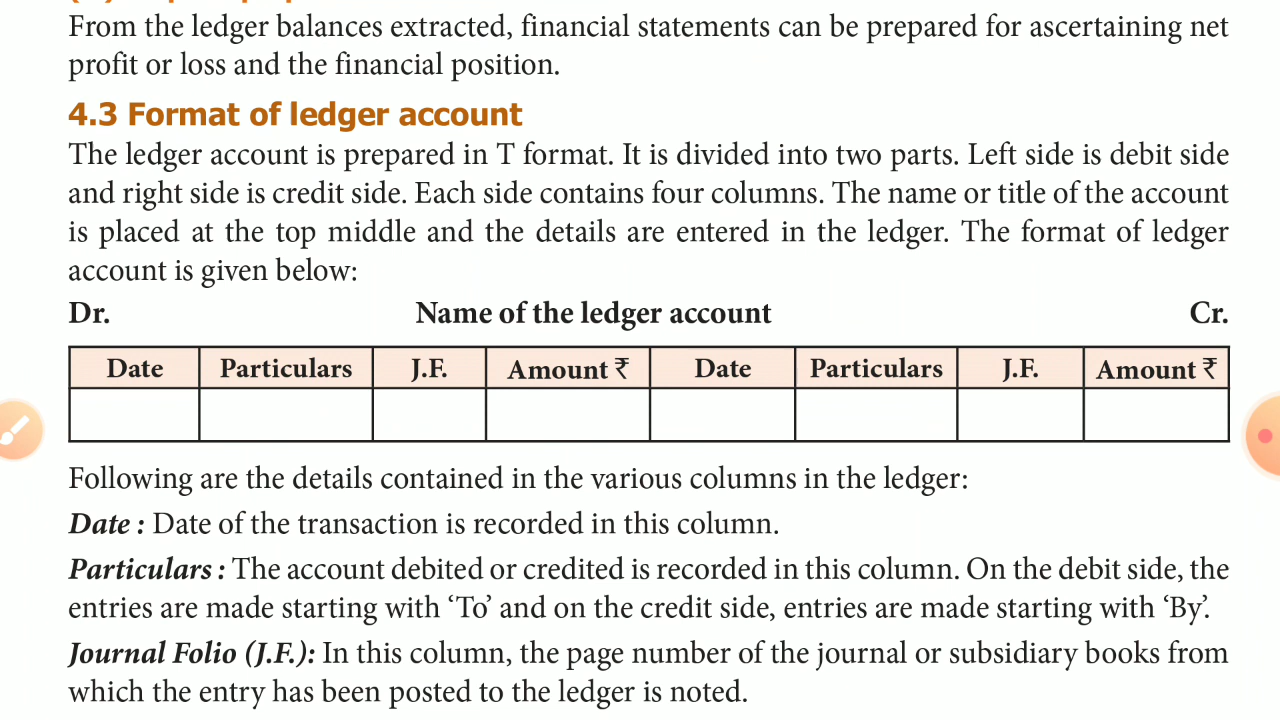 From the ledger balances extracted, financial statements can be prepared for ascertaining net
profit or loss and the financial position.
4.3 Format of ledger account
The ledger account is prepared in T format. It is divided into two parts. Left side is debit side
and right side is credit side. Each side contains four columns. The name or title of the account
is placed at the top middle and the details are entered in the ledger. The format of ledger
account is given below:
Dr. Name of the ledger account Cr.
Date Particulars J.F. Amount ₹ Date Particulars J.F. Amount ₹
Following are the details contained in the various columns in the ledger:
Date : Date of the transaction is recorded in this column.
Particulars : The account debited or credited is recorded in this column. On the debit side, the
entries are made starting with ‘To’ and on the credit side, entries are made starting with ‘By’.
Journal Folio (J.F.): In this column, the page number of the journal or subsidiary books from
which the entry has been posted to the ledger is noted.